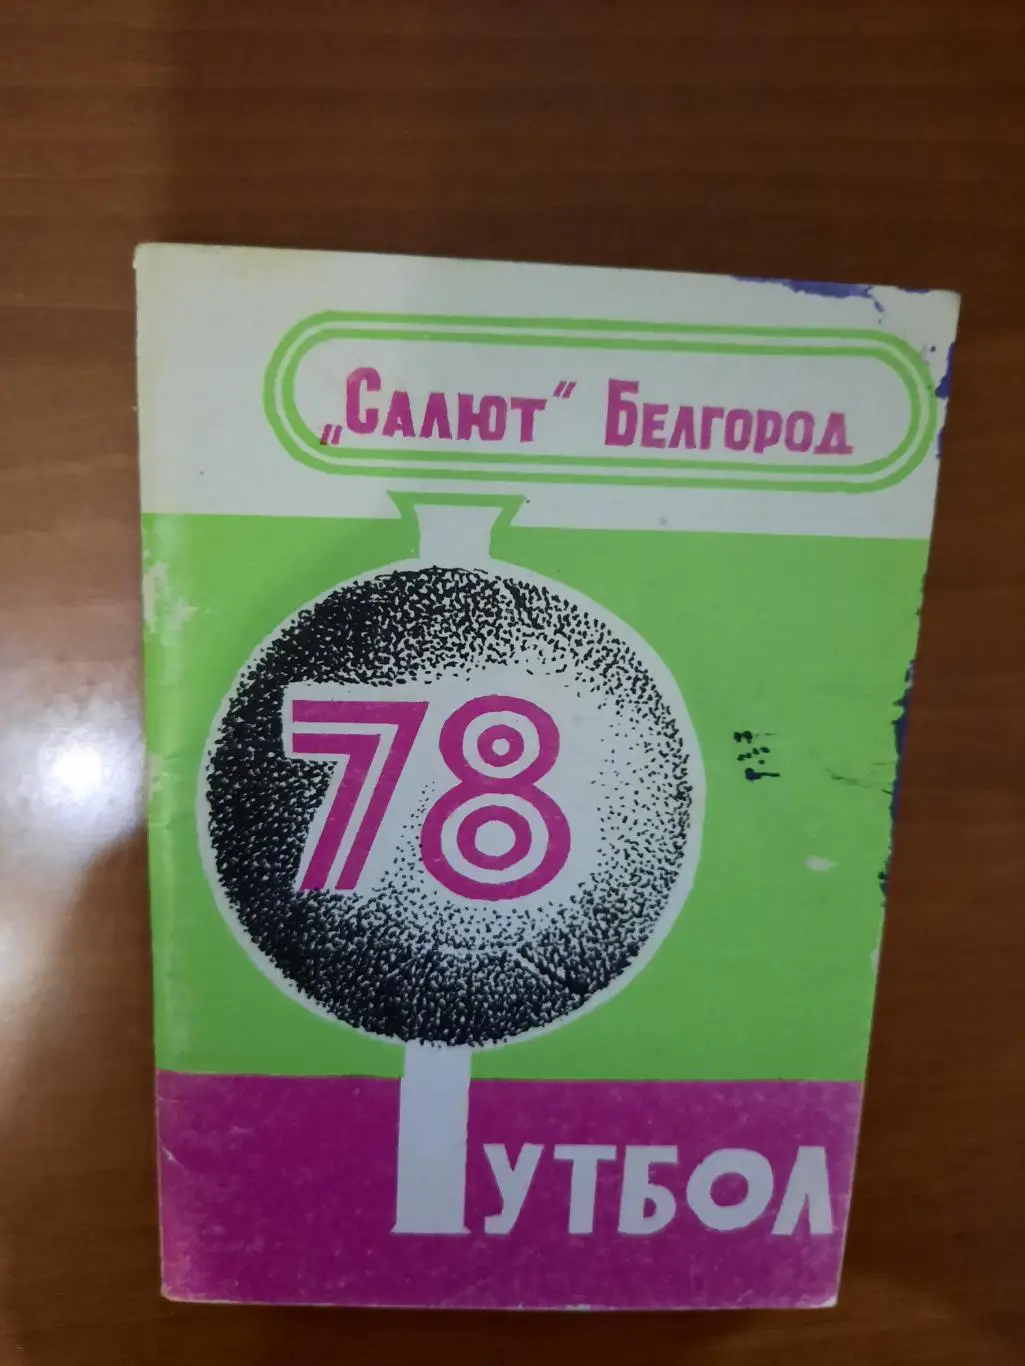 „Салют“ Белгород
78
Футбол